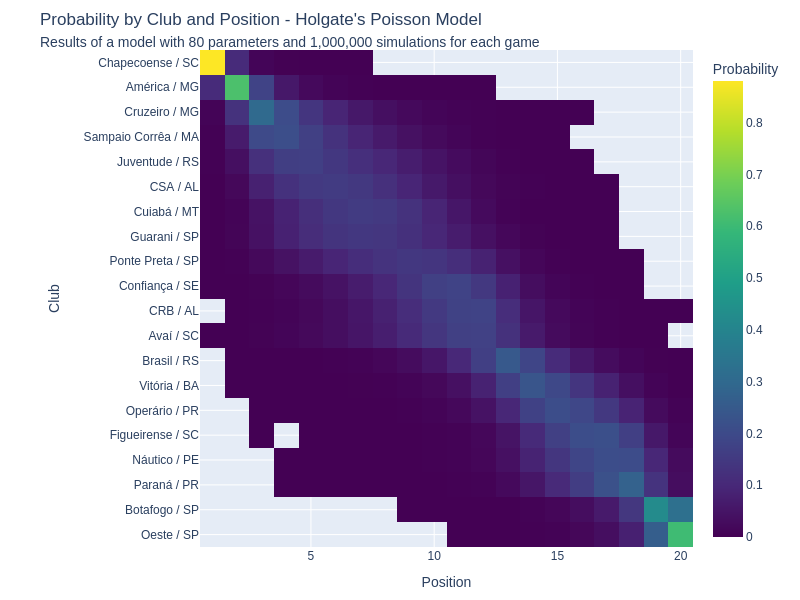 Probability by Club and Position - Holgate's Poisson Model
Results of a model with 80 parameters and 1,000,000 simulations for each game
Probability
Chapecoense / SC
América / MG
Cruzeiro / MG
Sampaio Corrêa / MA
Juventude / RS
CSA / AL
Cuiabá / MT
Guarani / SP
Ponte Preta / SP
Confiança / SE
CRB / AL
Avaí / SC
Brasil / RS
Vitória / BA
Operário / PR
Figueirense / SC
Náutico / PE
Paraná / PR
Botafogo / SP
Oeste / SP
Club
5
10
15
20
Position
0.8
0.7
0.6
0.5
0.4
0.3
0.2
0.1
0